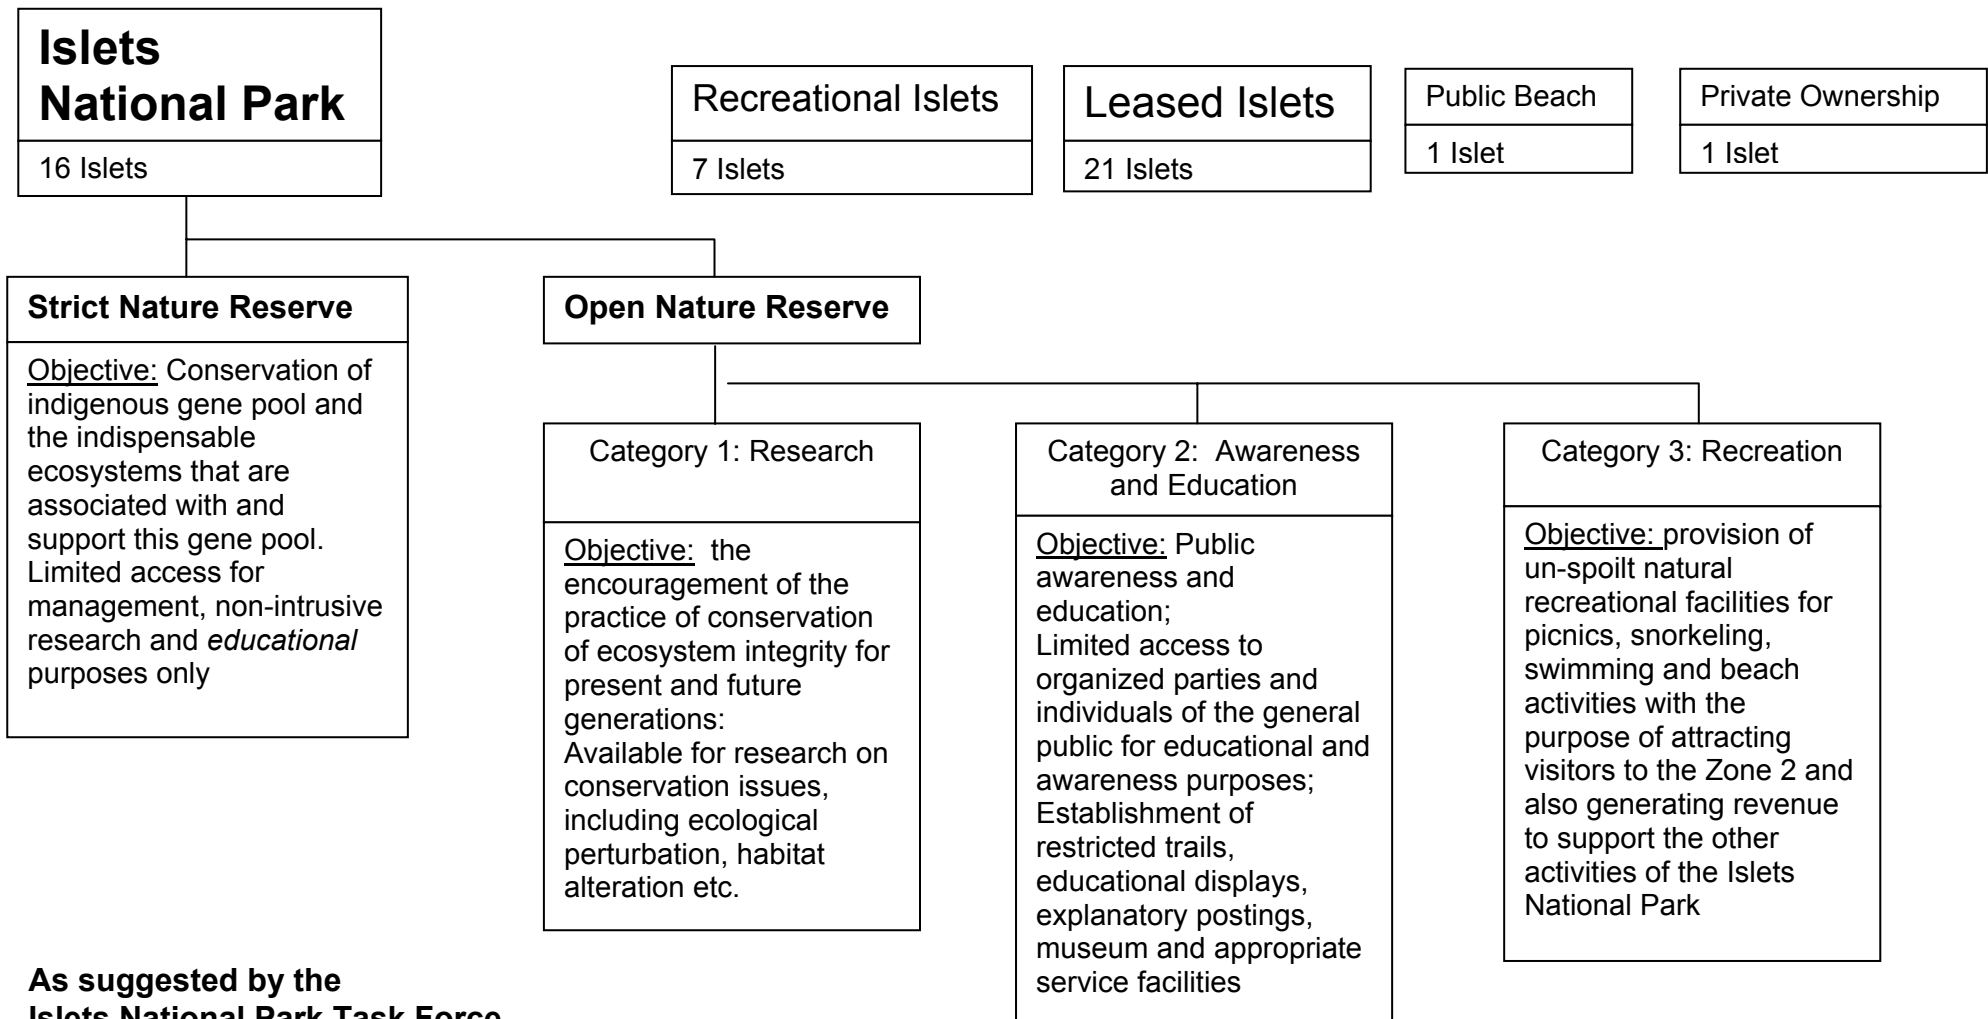 Islets
National Park
16 Islets
Recreational Islets
7 Islets
Leased Islets
21 Islets
Public Beach
1 Islet
Private Ownership
1 Islet
Strict Nature Reserve
Objective: Conservation of
indigenous gene pool and
the indispensable
ecosystems that are
associated with and
support this gene pool.
Limited access for
management, non-intrusive
research and educational
purposes only
Open Nature Reserve
Category 1: Research
Objective: the
encouragement of the
practice of conservation
of ecosystem integrity for
present and future
generations:
Available for research on
conservation issues,
including ecological
perturbation, habitat
alteration etc.
Category 2: Awareness
and Education
Objective: Public
awareness and
education;
Limited access to
organized parties and
individuals of the general
public for educational and
awareness purposes;
Establishment of
restricted trails,
educational displays,
explanatory postings,
museum and appropriate
service facilities
Category 3: Recreation
Objective: provision of
un-spoilt natural
recreational facilities for
picnics, snorkeling,
swimming and beach
activities with the
purpose of attracting
visitors to the Zone 2 and
also generating revenue
to support the other
activities of the Islets
National Park
As suggested by the
Islets National Park Task Force